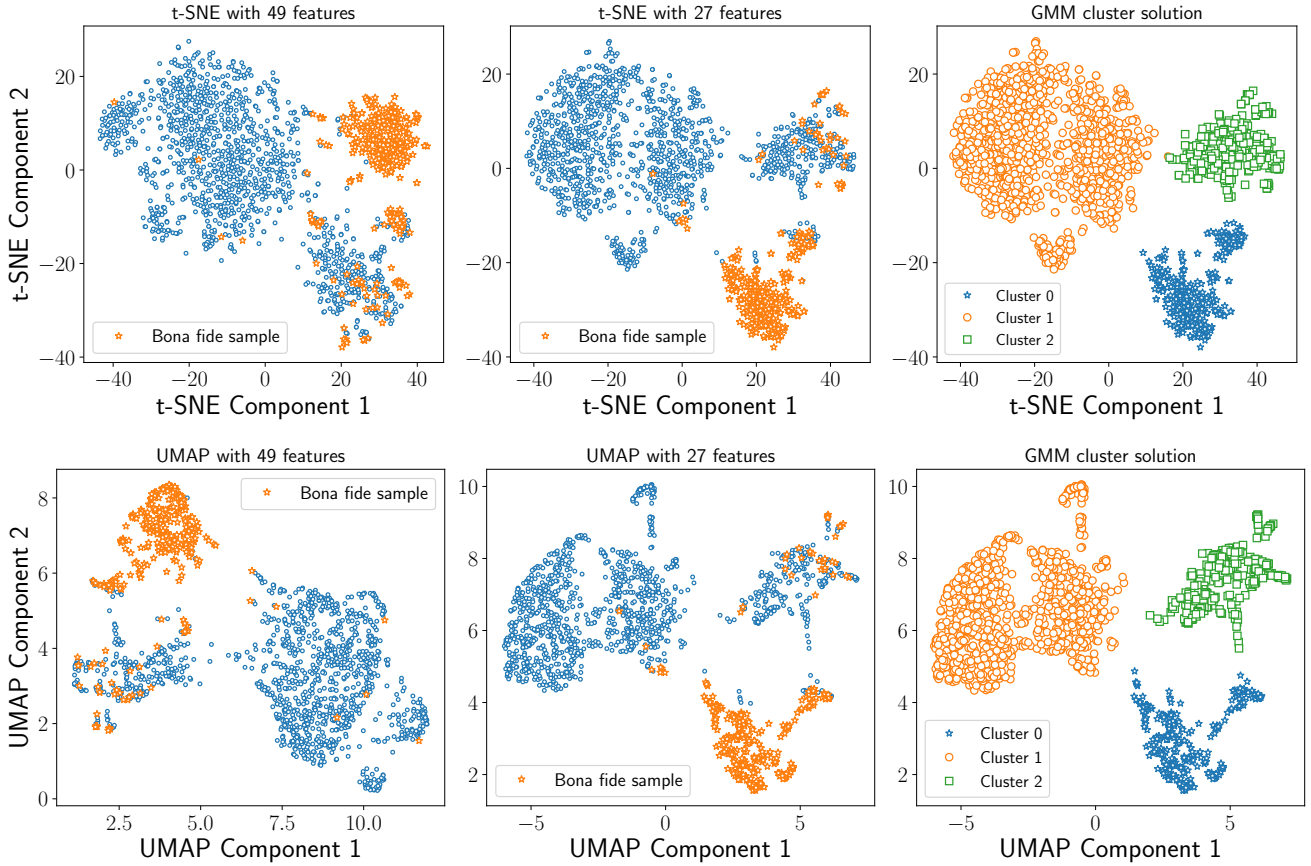 t-SNE with 49 features
t-SNE with 27 features
GMM cluster solution
t-SNE Component 2
20
0
−20
−40
Bona fide sample
−40 −20 0 20 40
t-SNE Component 1
20
0
−20
−40
Bona fide sample
−40 −20 0 20 40
t-SNE Component 1
20
0
−20
−40
Cluster 0
Cluster 1
Cluster 2
−40 −20 0 20 40
t-SNE Component 1
UMAP with 49 features
UMAP with 27 features
GMM cluster solution
UMAP Component 2
8
6
4
2
0
Bona fide sample
2.5 5.0 7.5 10.0
UMAP Component 1
10
8
6
4
2
Bona fide sample
−5 0 5
UMAP Component 1
10
8
6
4
2
Cluster 0
Cluster 1
Cluster 2
−5 0 5
UMAP Component 1